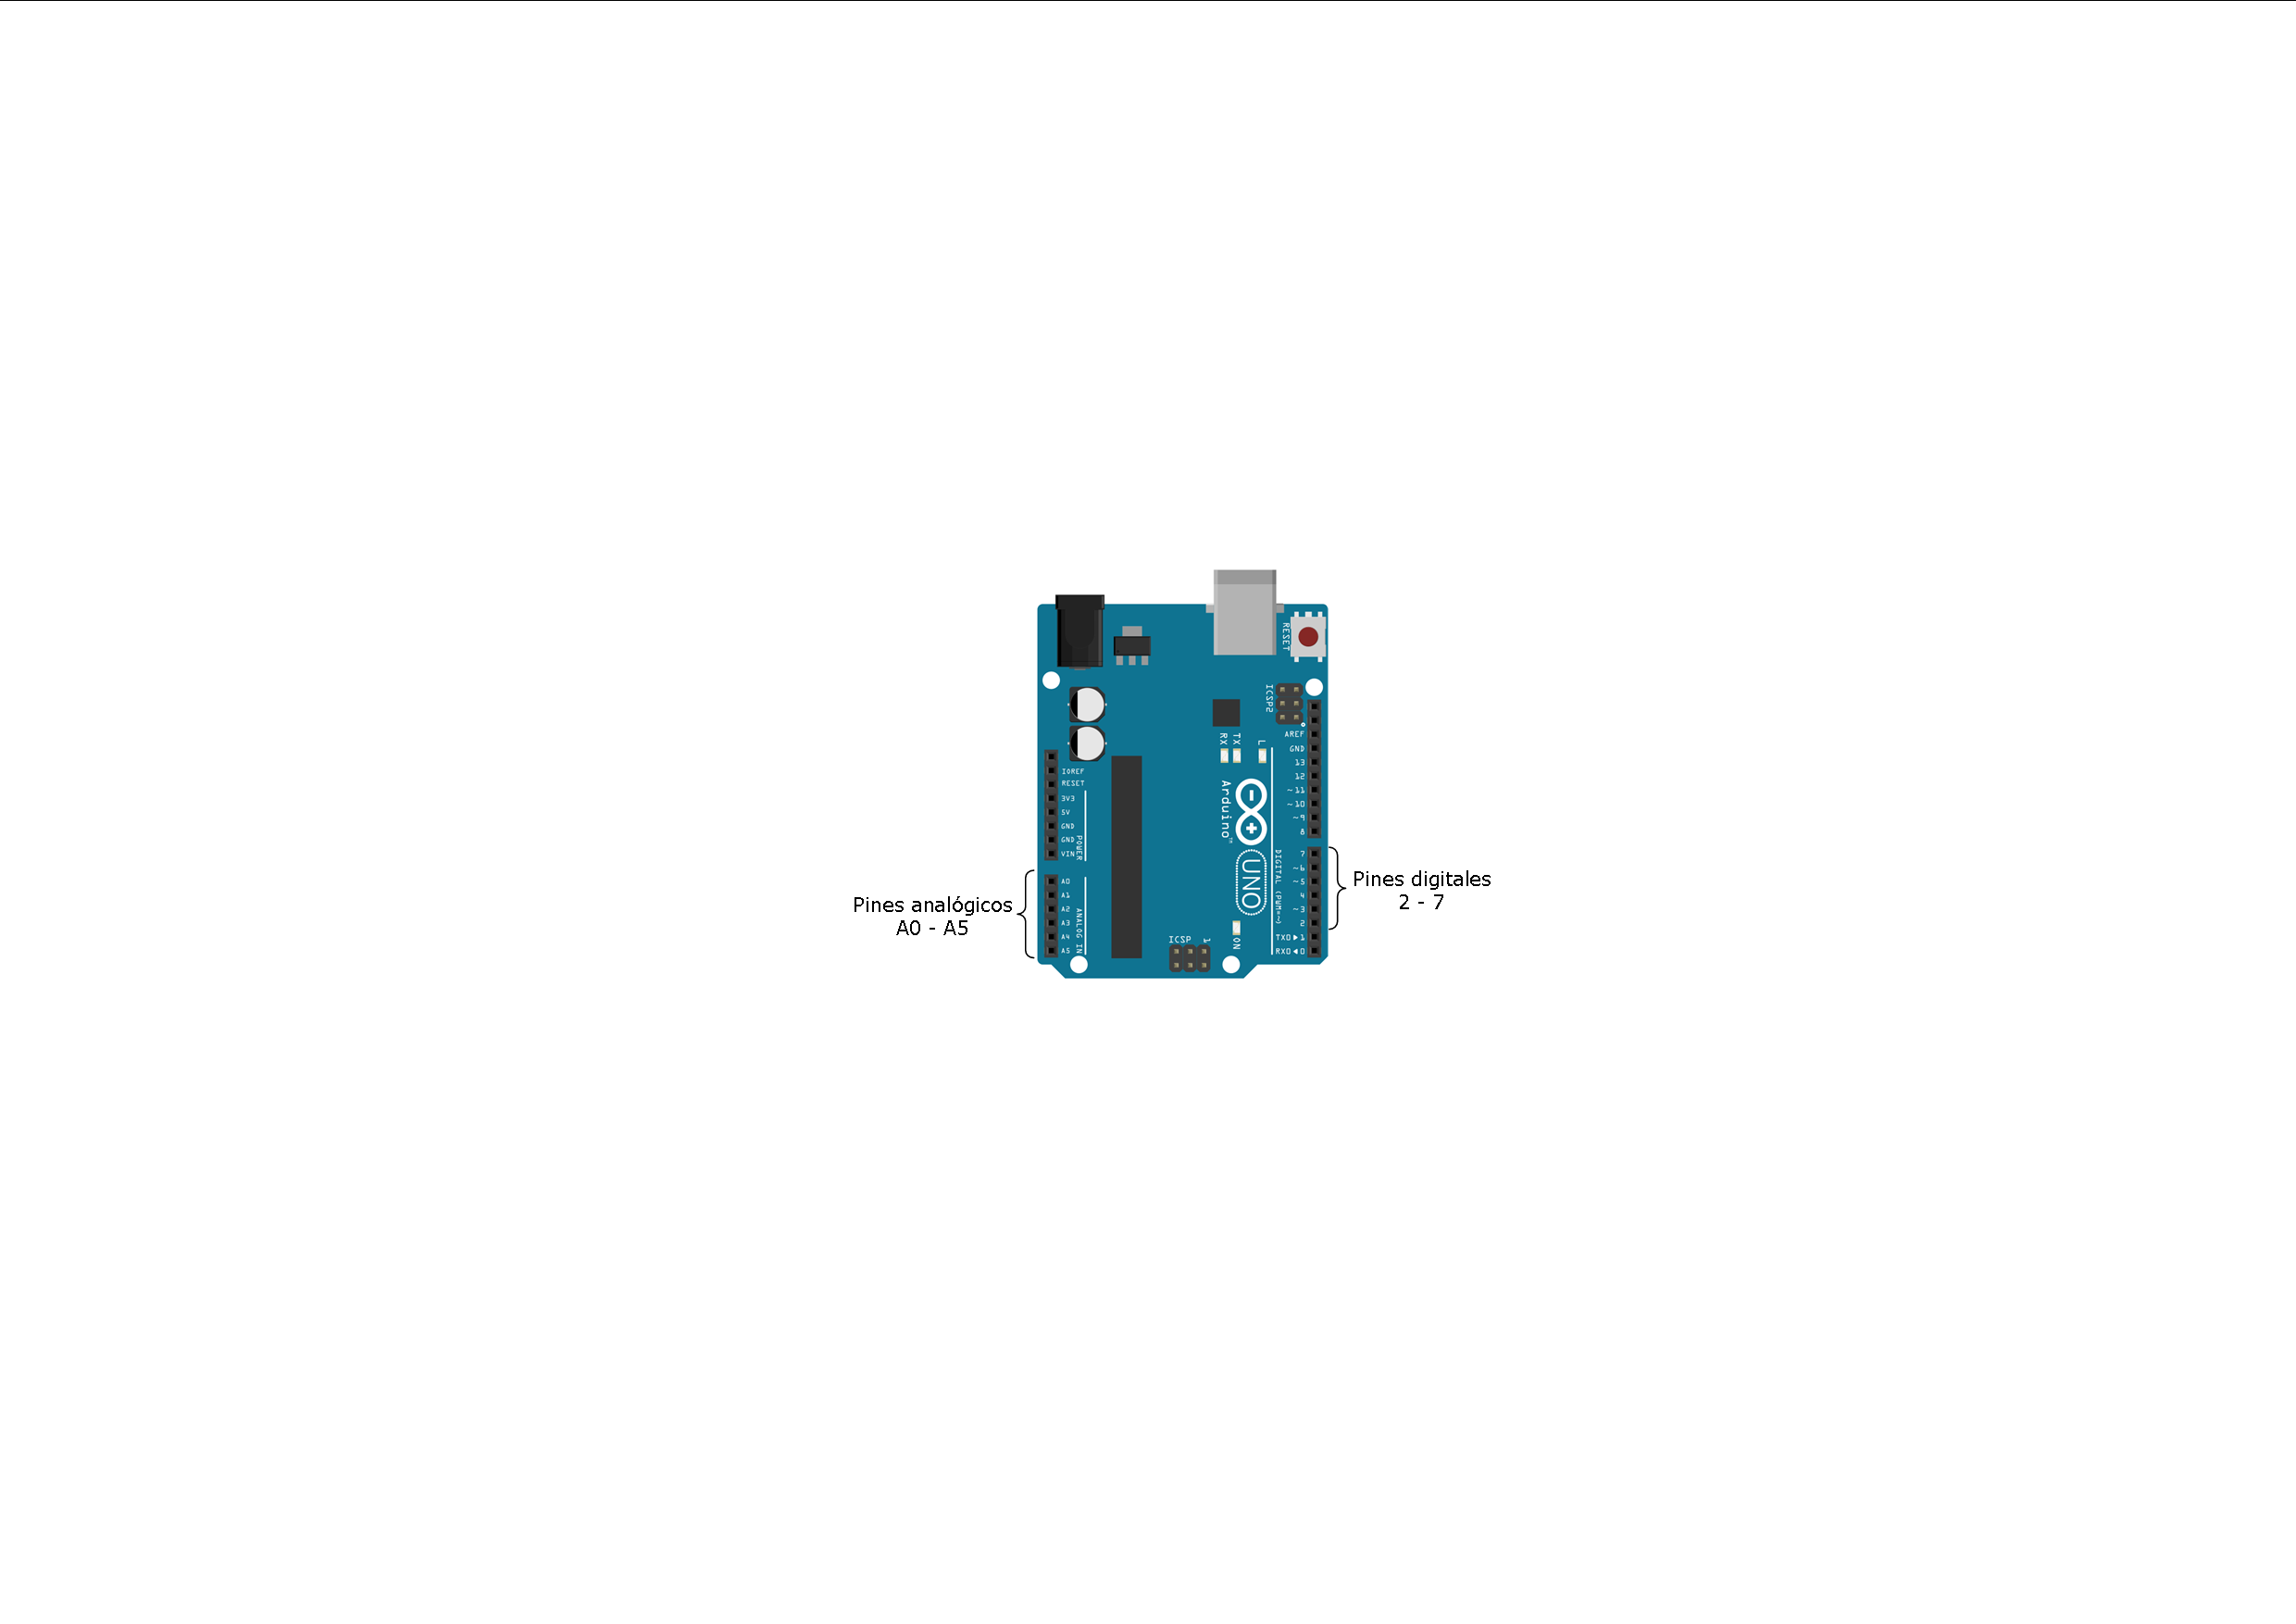 RESET
ICSP2
AREF
GND
13
12
~11
~10
~9
8
TX
RX
L
IOREF
RESET
3V3
5V
GND
GND
VIN
POWER
Arduino™
UNO
DIGITAL (PWM=~)
7
~6
~5
4
~3
2
TX0▶1
RX0◀0
Pines digitales
2 - 7
A0
A1
A2
A3
A4
A5
ANALOG IN
Pines analógicos
A0 - A5
ON
ICSP
1